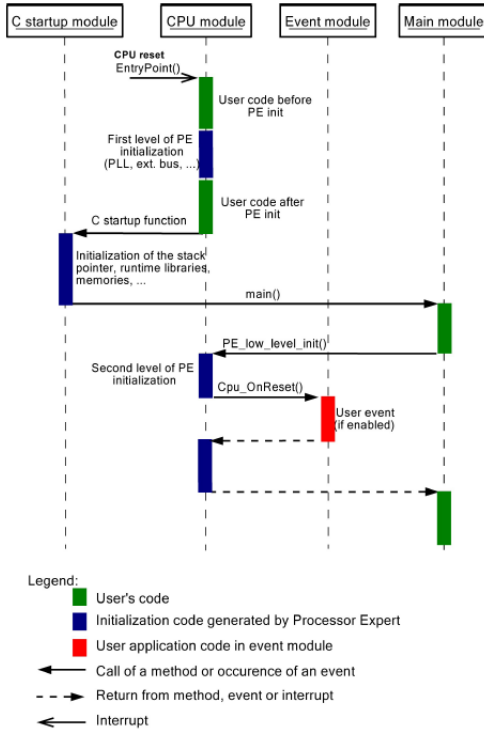 C startup module
CPU module
Event module
Main module
CPU reset
EntryPoint()
User code before
PE init
First level of PE
initialization
(PLL, ext. bus, ...)
User code after
PE init
C startup function
Initialization of the stack
pointer, runtime libraries,
memories, ...
main()
PE_low_level_init()
Second level of PE
initialization
Cpu_OnReset()
User event
(if enabled)
Legend:
User's code
Initialization code generated by Processor Expert
User application code in event module
Call of a method or occurence of an event
Return from method, event or interrupt
Interrupt